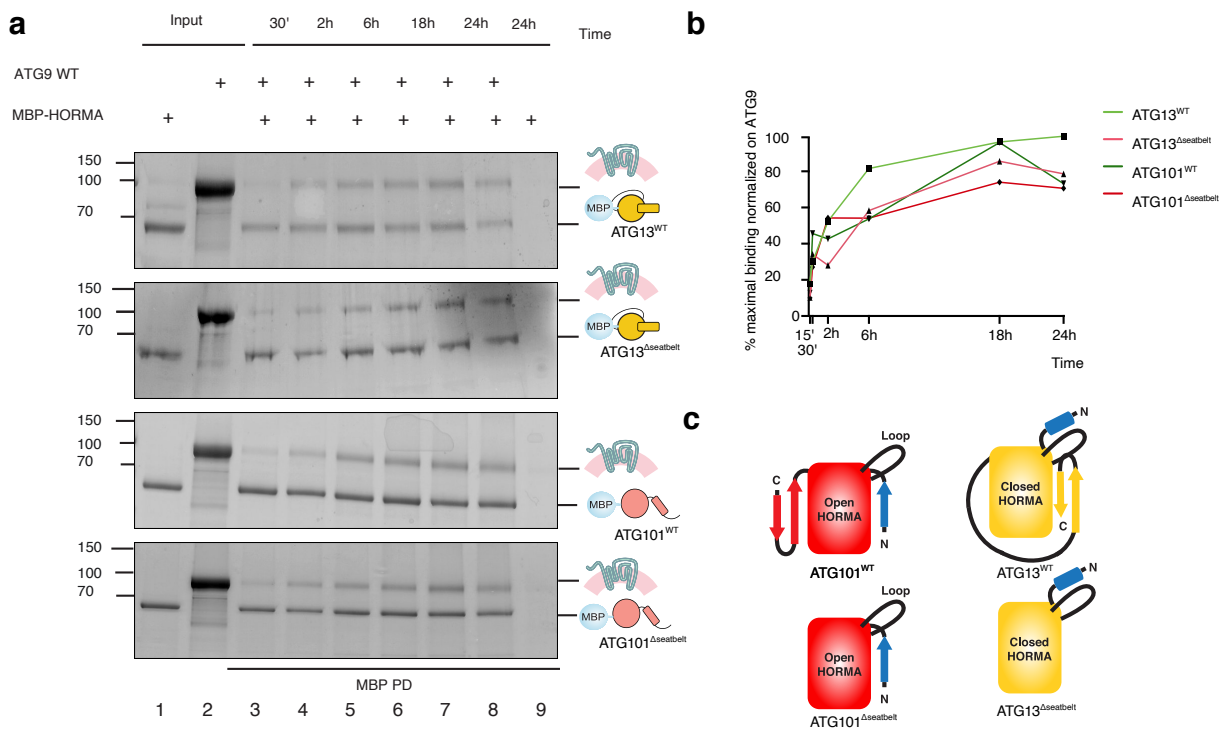 a
Input 30' 2h 6h 18h 24h 24h Time
ATG9 WT + + + + + + +
MBP-HORMA + + + + + + + +
150
100
70
MBP
ATG13WT
150
100
70
MBP
ATG13Δseatbelt
150
100
70
MBP
ATG101WT
150
100
70
MBP
ATG101Δseatbelt
MBP PD
1 2 3 4 5 6 7 8 9
b
% maximal binding normalized on ATG9
100
80
60
40
20
0
15' 30' 2h 6h 18h 24h
Time
ATG13WT
ATG13Δseatbelt
ATG101WT
ATG101Δseatbelt
c
Loop
C
Open
HORMA
N
ATG101WT
N
Closed
HORMA
C
ATG13WT
Loop
Open
HORMA
N
ATG101Δseatbelt
N
Closed
HORMA
ATG13Δseatbelt